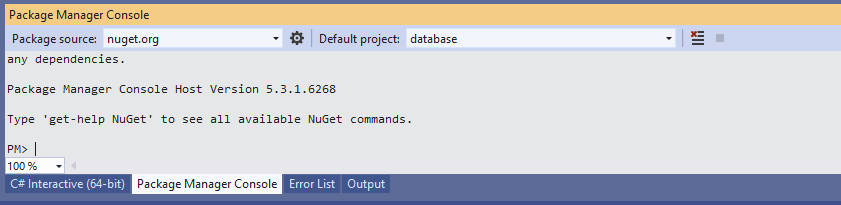 Package Manager Console
Package source: nuget.org Default project: database
any dependencies.
Package Manager Console Host Version 5.3.1.6268
Type 'get-help NuGet' to see all available NuGet commands.
PM>
100 %
C# Interactive (64-bit) Package Manager Console Error List Output